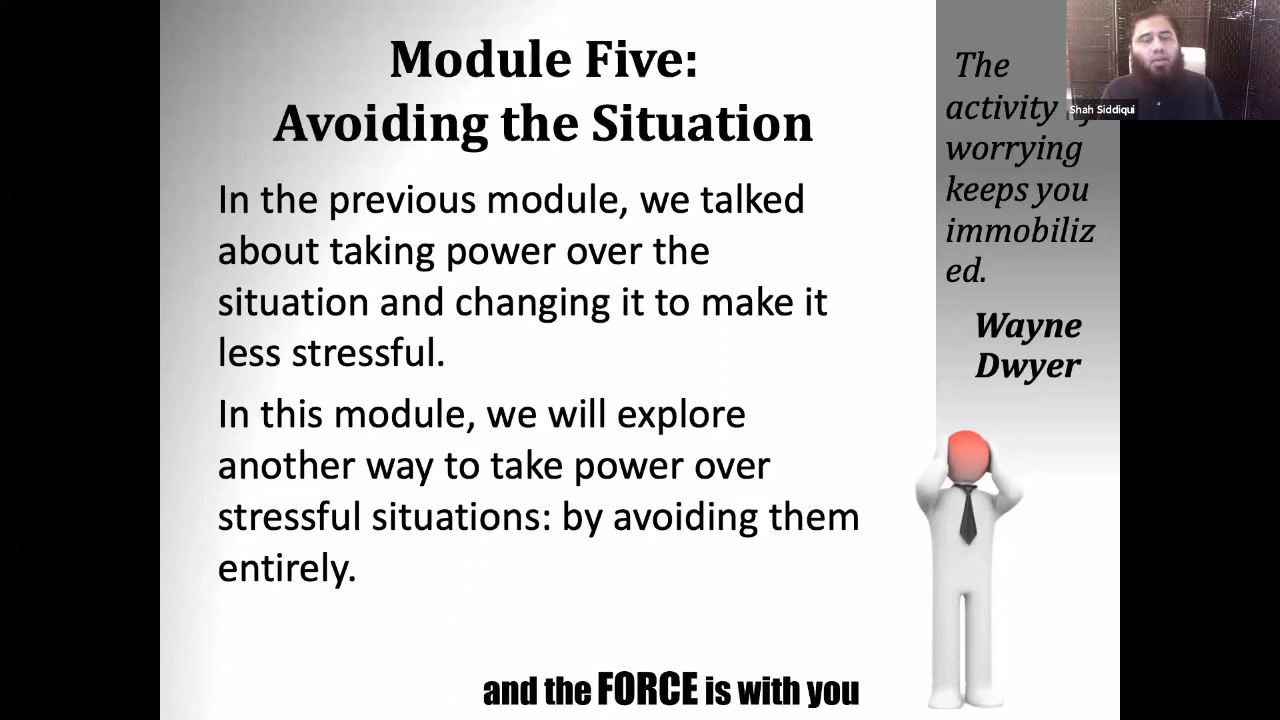 Module Five:
Avoiding the Situation
In the previous module, we talked
about taking power over the
situation and changing it to make it
less stressful.
In this module, we will explore
another way to take power over
stressful situations: by avoiding them
entirely.
and the FORCE is with you
The
activity
worrying
keeps you
immobiliz
ed.
Wayne
Dwyer
Shah Siddiqui